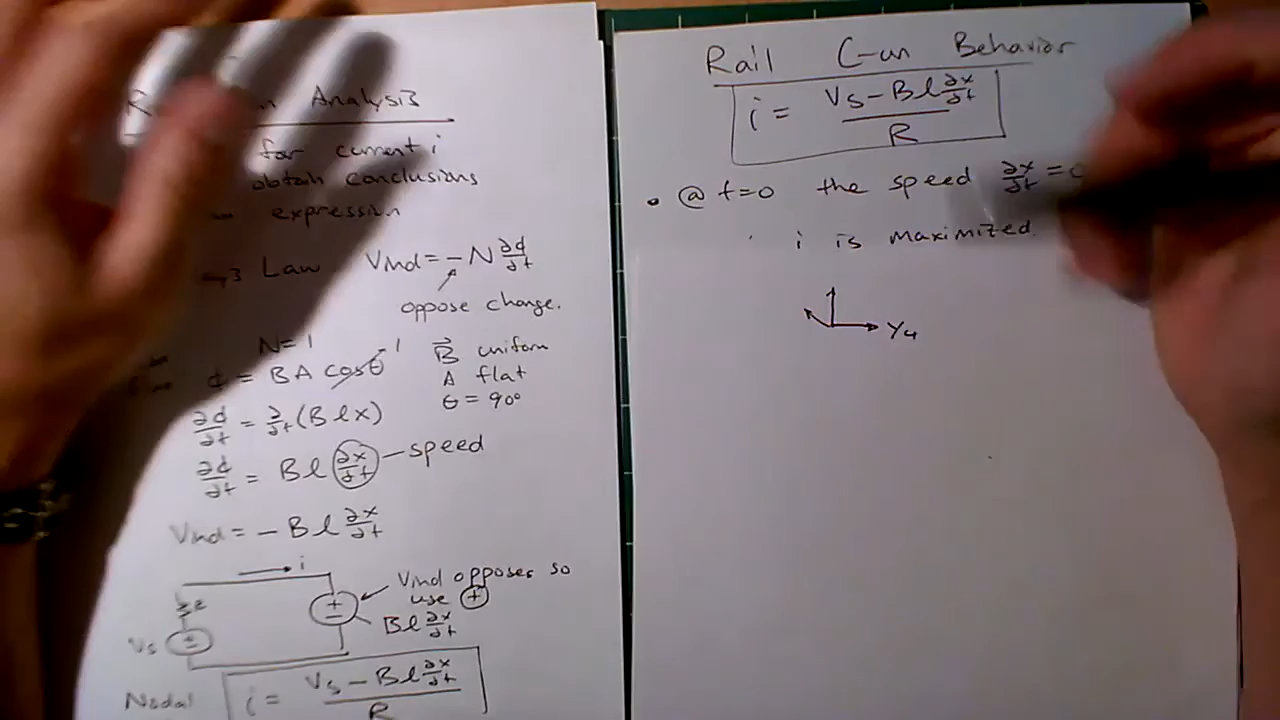 Analysis
for current i
obtain conclusions
expression
Law Vind = -N ∂ϕ/∂t
oppose change.
N=1
ϕ = BA cosθ 1
B⃗ uniform
A flat
θ = 90°
∂ϕ/∂t = ∂/∂t (Blx)
∂ϕ/∂t = Bl ∂x/∂t - speed
Vind = -Bl ∂x/∂t
i
Vind opposes so
use +
Bl ∂x/∂t
R
Vs
Nodal i = (Vs - Bl ∂x/∂t)/R
Rail Gun Behavior
i = (Vs - Bl ∂x/∂t)/R
• @ t=0 the speed ∂x/∂t = 0
i is maximized.